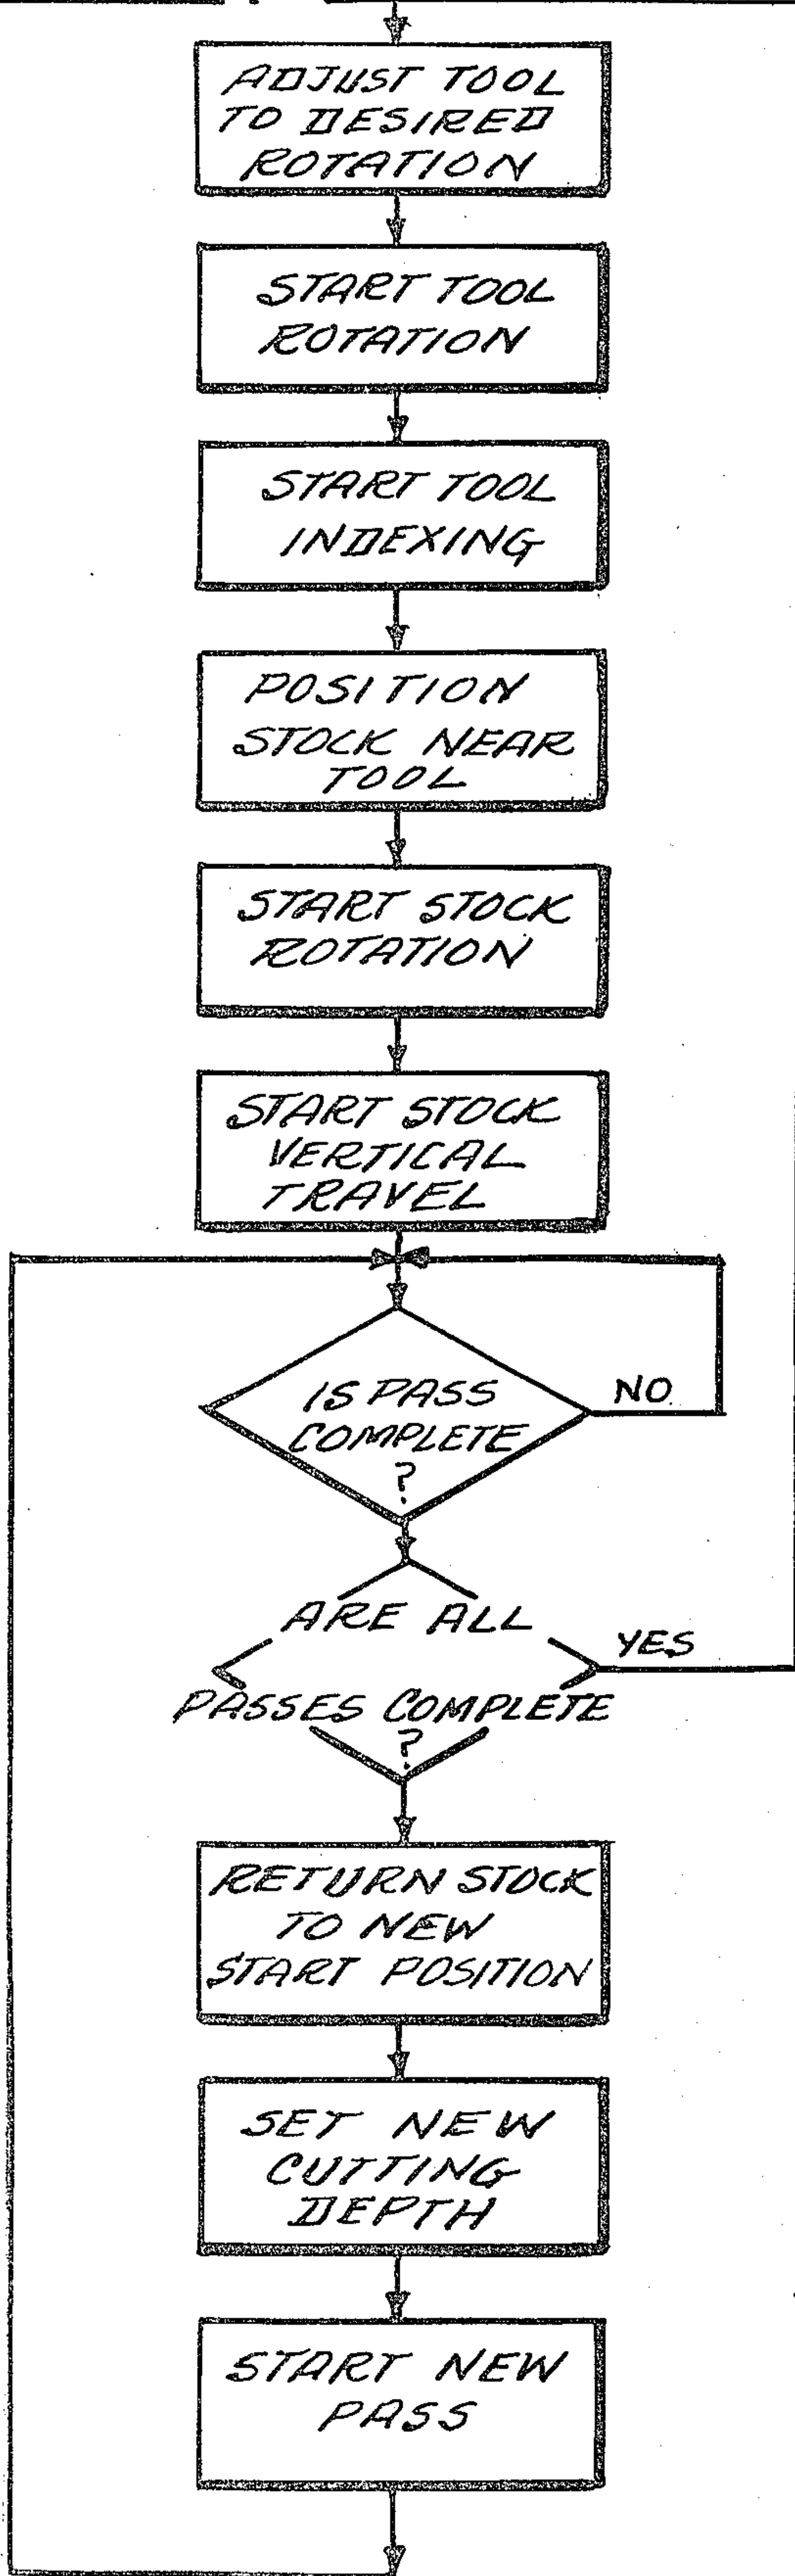 ADJUST TOOL
TO DESIRED
ROTATION
START TOOL
ROTATION
START TOOL
INDEXING
POSITION
STOCK NEAR
TOOL
START STOCK
ROTATION
START STOCK
VERTICAL
TRAVEL
IS PASS
NO
COMPLETE
?
ARE ALL
YES
PASSES COMPLETE
?
RETURN STOCK
TO NEW
START POSITION
SET NEW
CUTTING
DEPTH
START NEW
PASS